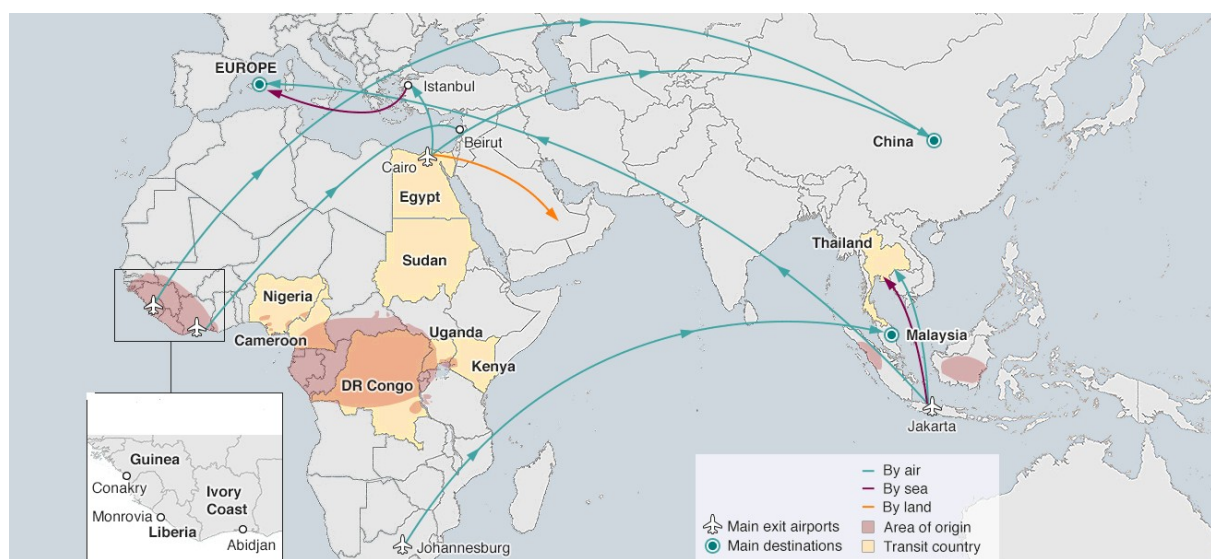 EUROPE
Istanbul
Beirut
China
Cairo
Egypt
Thailand
Sudan
Nigeria
Cameroon
Uganda
Malaysia
Kenya
DR Congo
Jakarta
Guinea
Conakry
Ivory
Coast
Monrovia
Liberia
Abidjan
Johannesburg
By air
By sea
By land
Main exit airports
Area of origin
Main destinations
Transit country